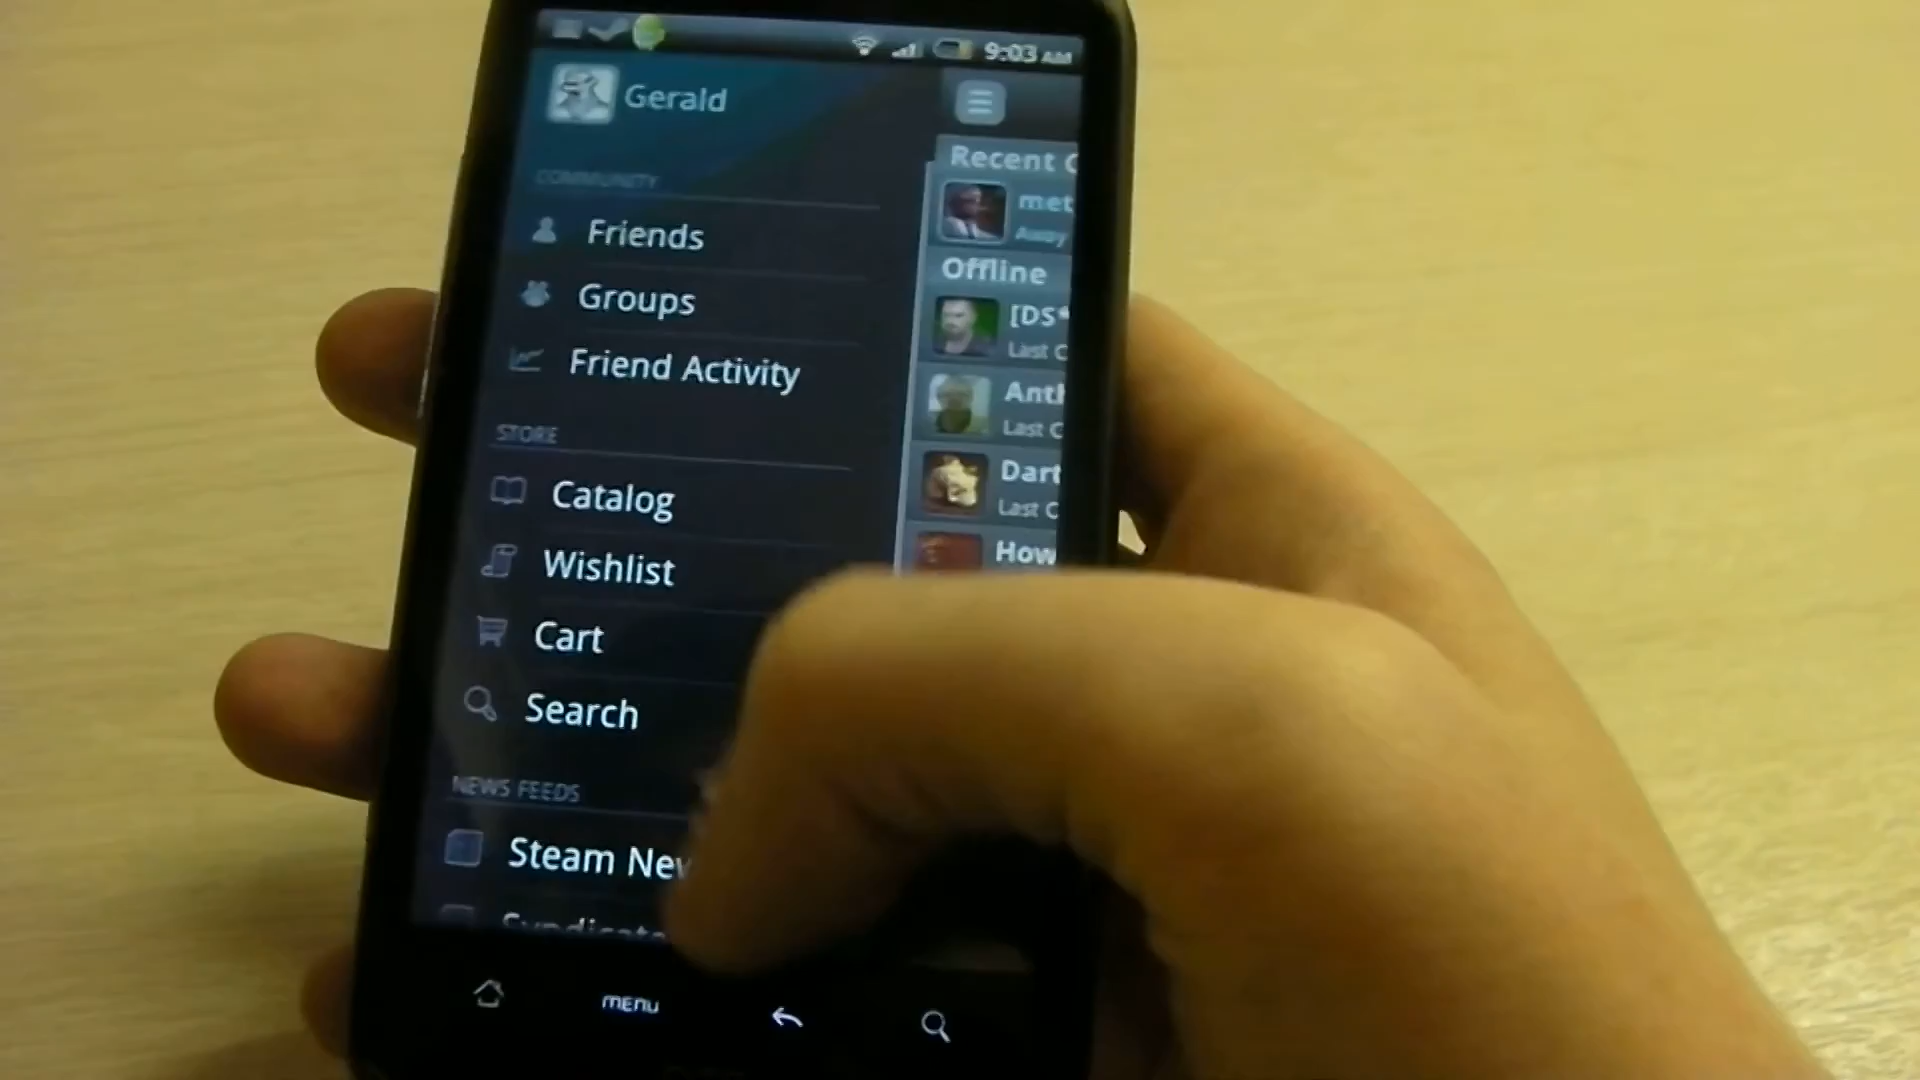 9:03 AM
Gerald
COMMUNITY
Friends
Groups
Friend Activity
STORE
Catalog
Wishlist
Cart
Search
NEWS FEEDS
Steam New
Syndicate
Recent C
met
Away
Offline
[DS*
Last C
Anth
Last C
Dart
Last C
How
menu